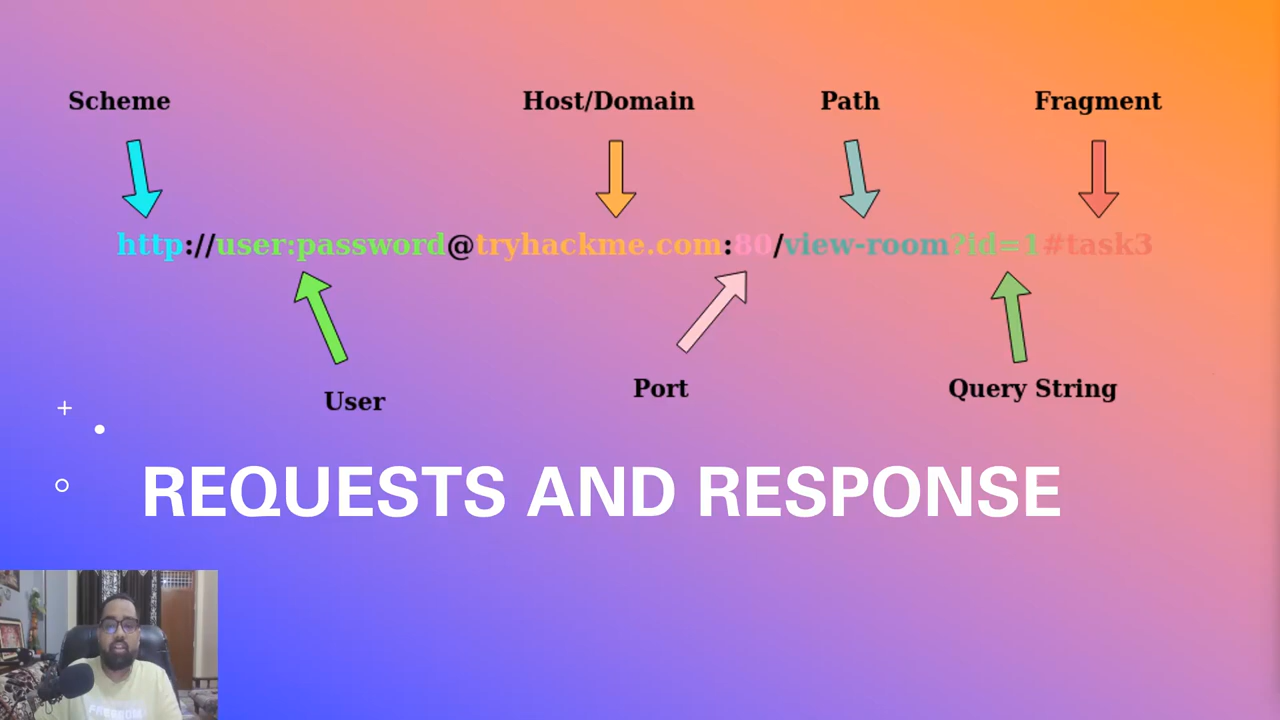 Scheme Host/Domain Path Fragment
http://user:password@tryhackme.com:80/view-room?id=1#task3
User Port Query String
REQUESTS AND RESPONSE
FREEDOM